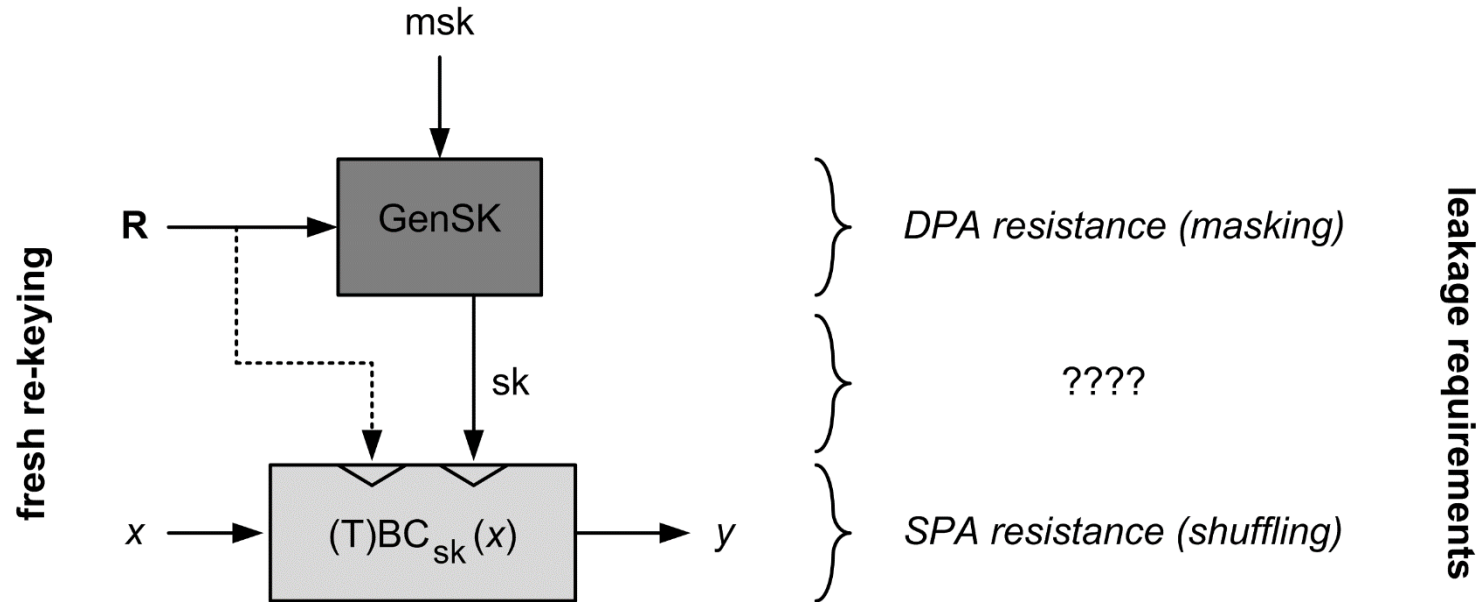 msk
R
GenSK
DPA resistance (masking)
fresh re-keying
leakage requirements
sk
????
x
(T)BC_sk(x)
y
SPA resistance (shuffling)